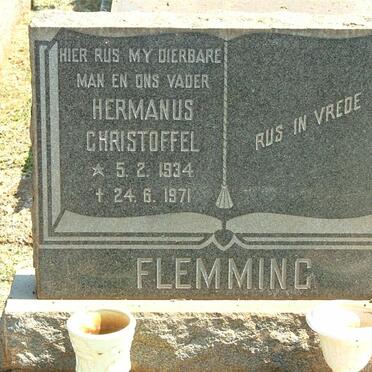 HIER RUS MY DIERBARE
MAN EN ONS VADER
HERMANUS
CHRISTOFFEL
☆ 5. 2. 1934
✝ 24. 6. 1971
RUS IN VREDE
FLEMMING